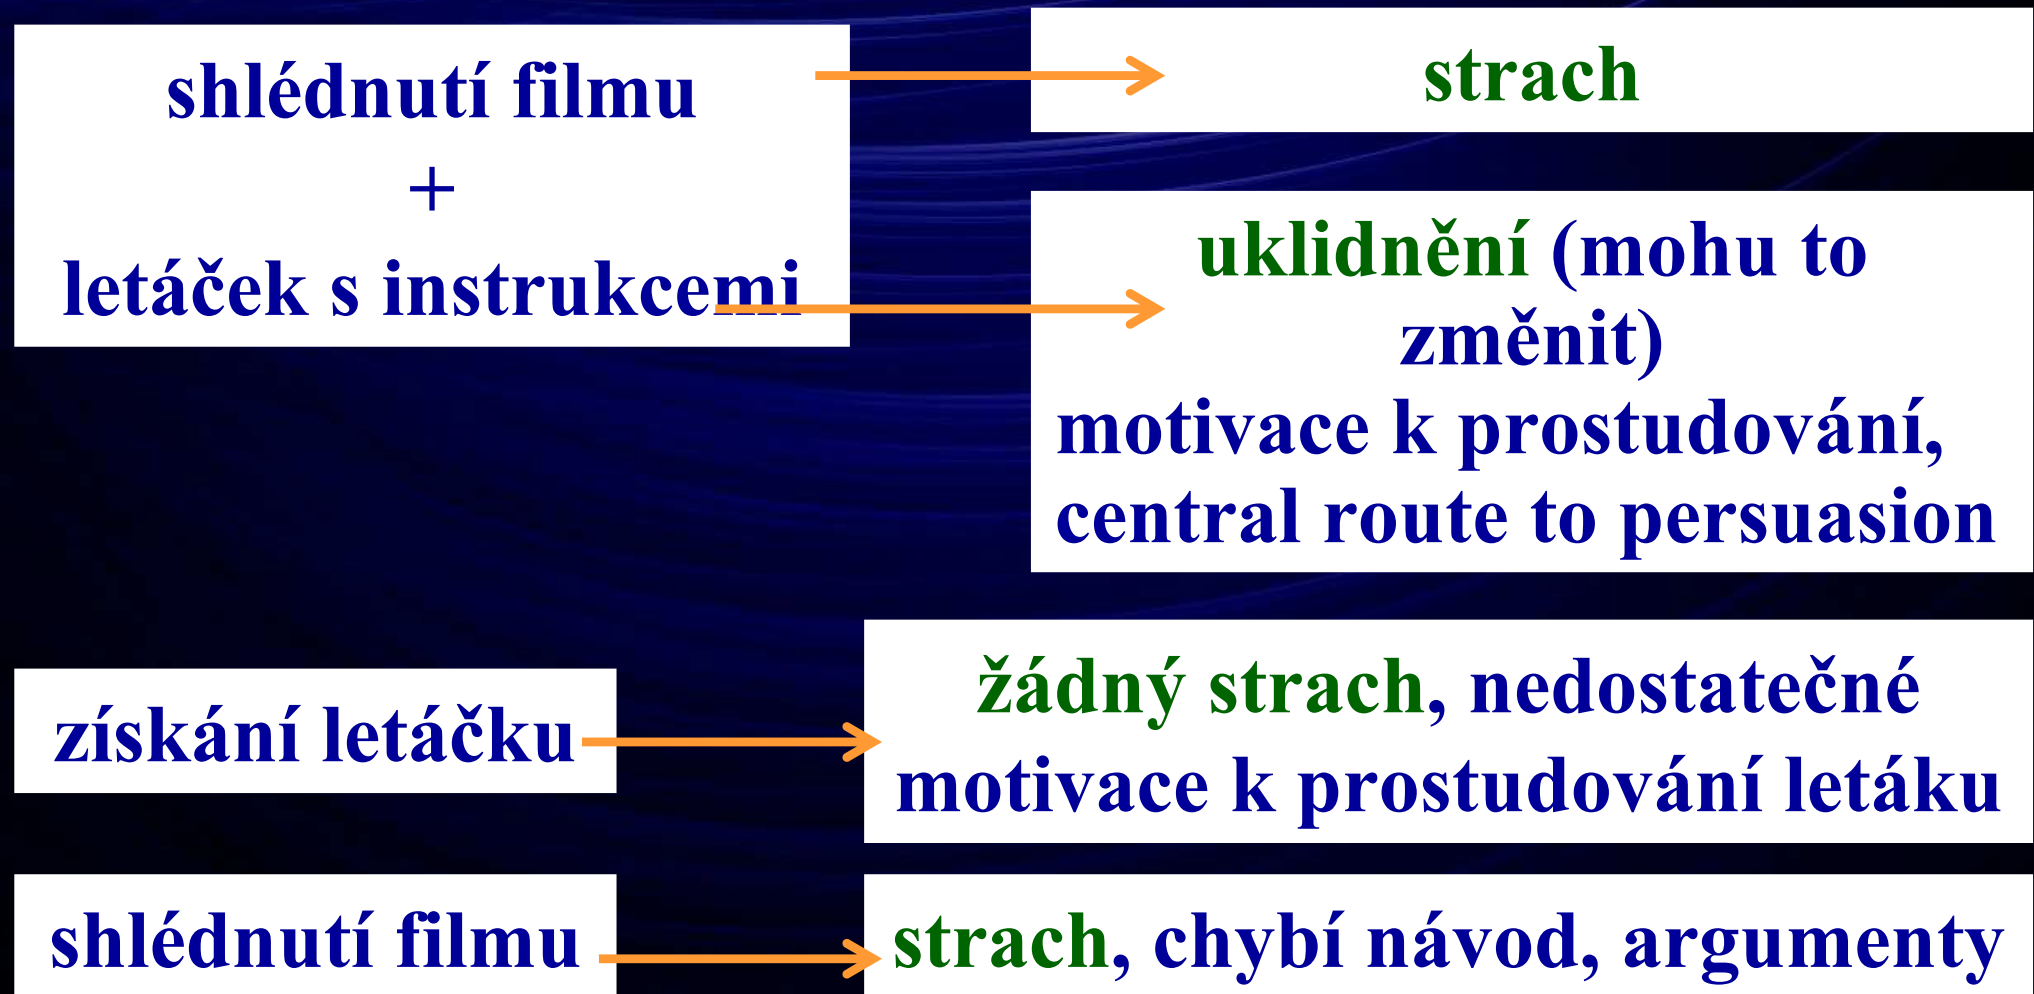 shlédnutí filmu
+
letáček s instrukcemi
strach
uklidnění (mohu to
změnit)
motivace k prostudování,
central route to persuasion
získání letáčku
žádný strach, nedostatečné
motivace k prostudování letáku
shlédnutí filmu
strach, chybí návod, argumenty